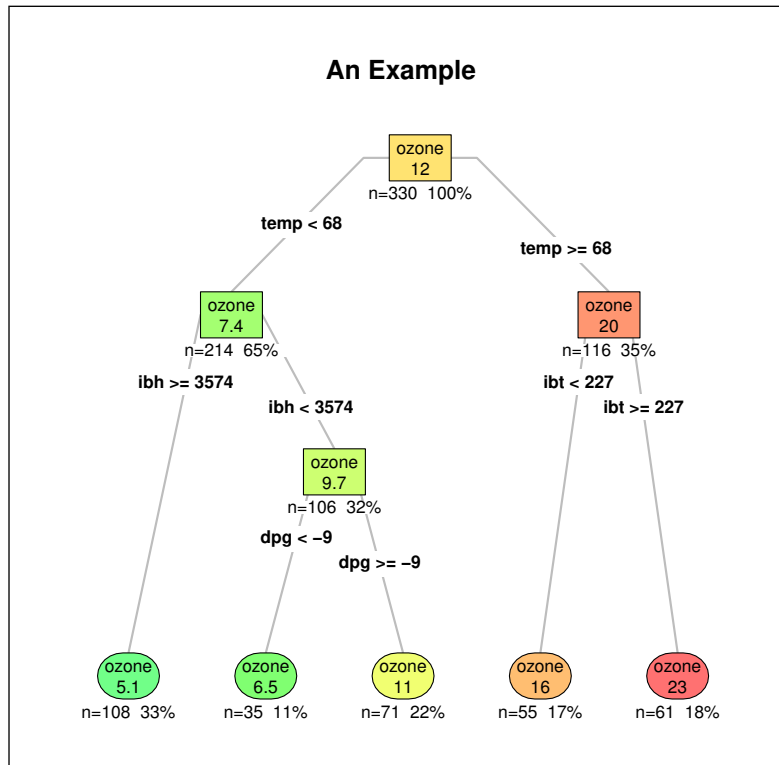 An Example
ozone
12
n=330 100%
temp < 68
temp >= 68
ozone
7.4
n=214 65%
ozone
20
n=116 35%
ibh >= 3574
ibh < 3574
ibt < 227
ibt >= 227
ozone
9.7
n=106 32%
dpg < −9
dpg >= −9
ozone
5.1
n=108 33%
ozone
6.5
n=35 11%
ozone
11
n=71 22%
ozone
16
n=55 17%
ozone
23
n=61 18%